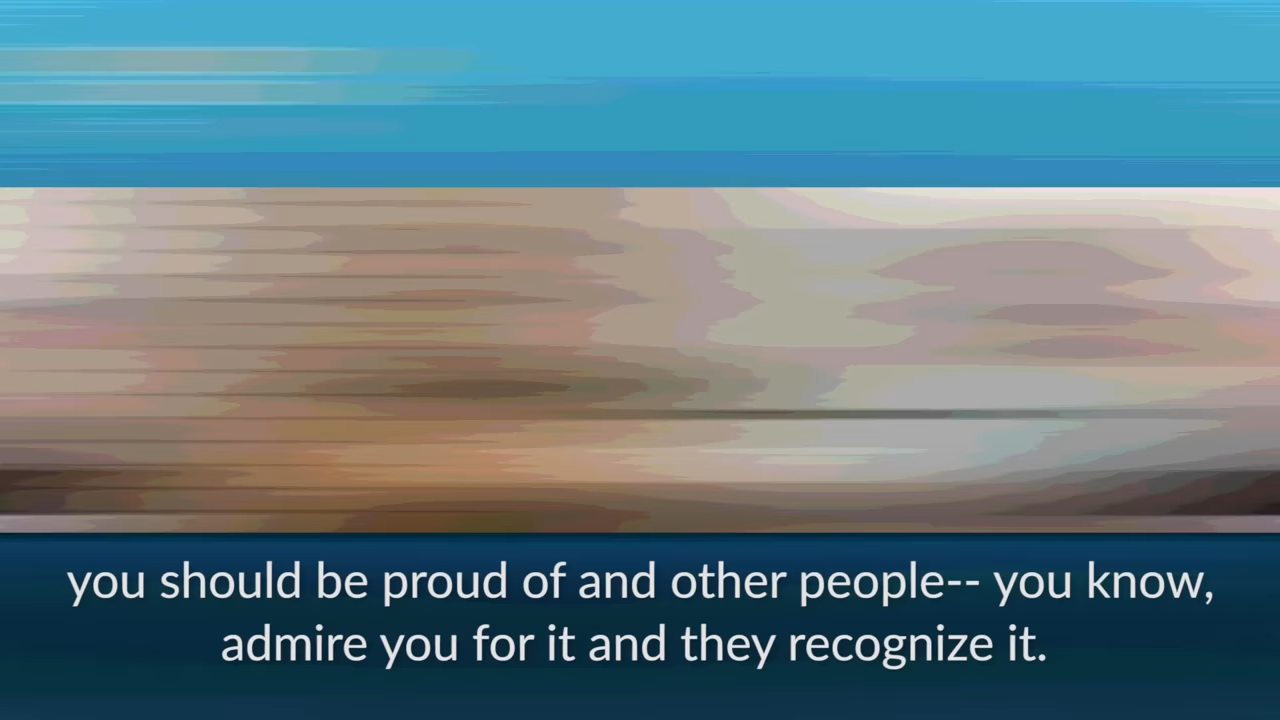 you should be proud of and other people-- you know,
admire you for it and they recognize it.